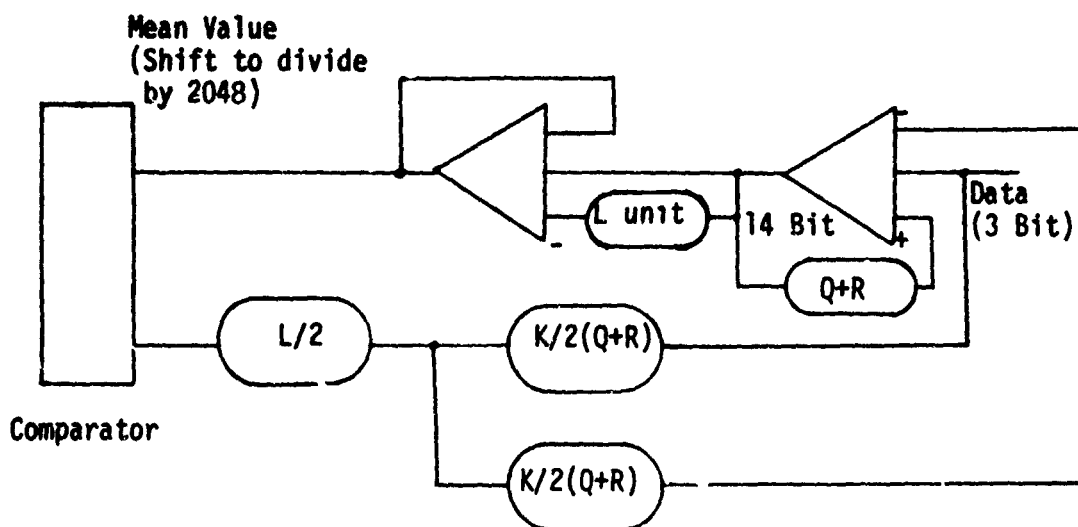 Mean Value
(Shift to divide
by 2048)
-
L unit
14 Bit
Data
(3 Bit)
+
-
Q+R
L/2
K/2(Q+R)
Comparator
K/2(Q+R)